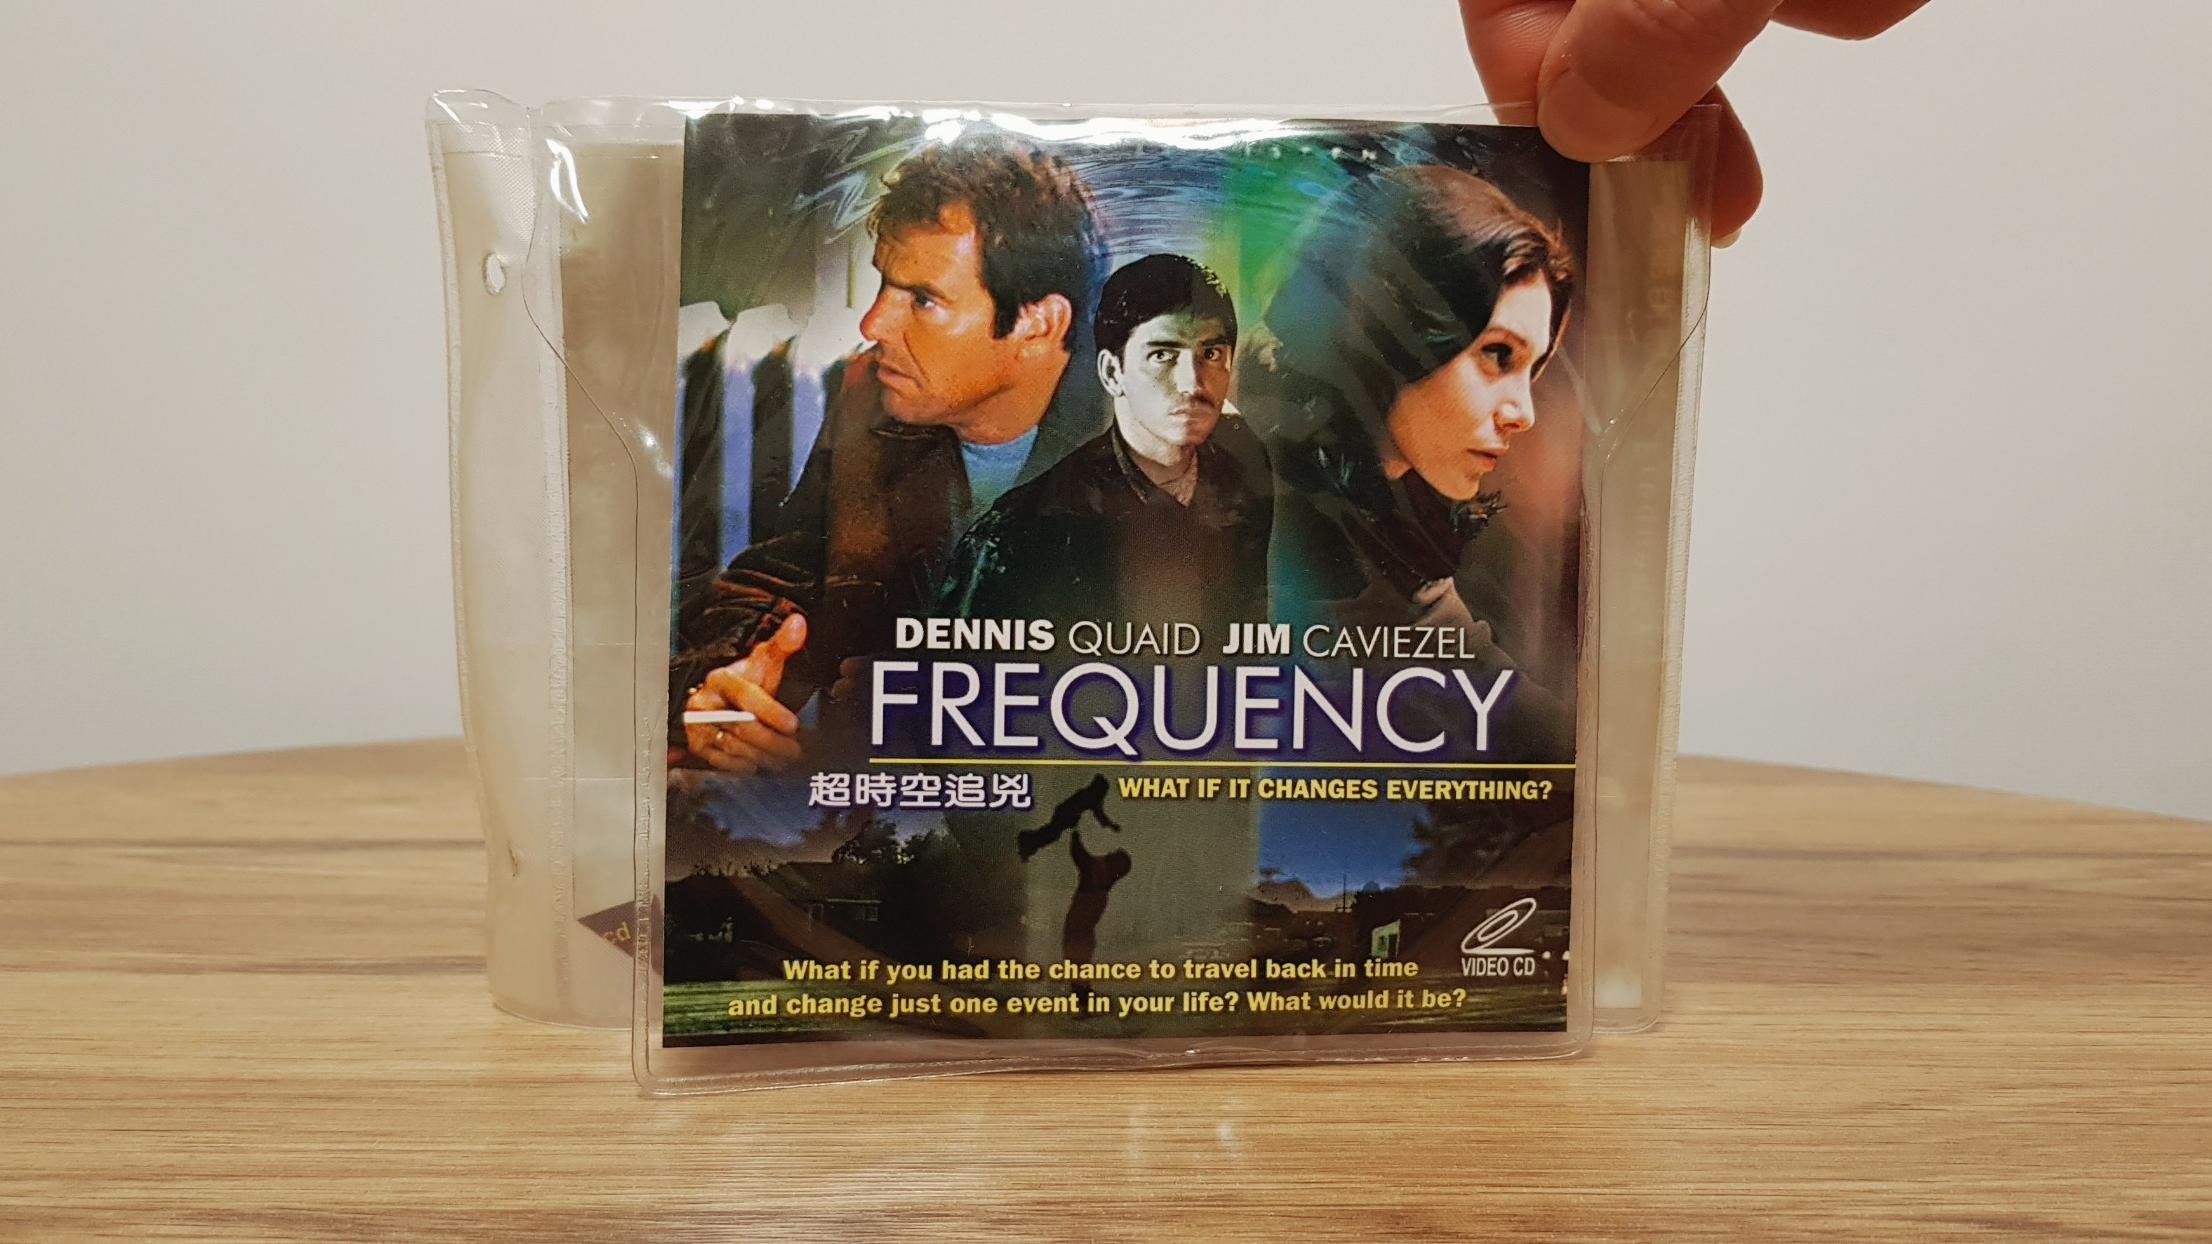 DENNIS QUAID JIM CAVIEZEL
FREQUENCY
超時空追兇
WHAT IF IT CHANGES EVERYTHING?
What if you had the chance to travel back in time
and change just one event in your life? What would it be?
VIDEO CD
cd